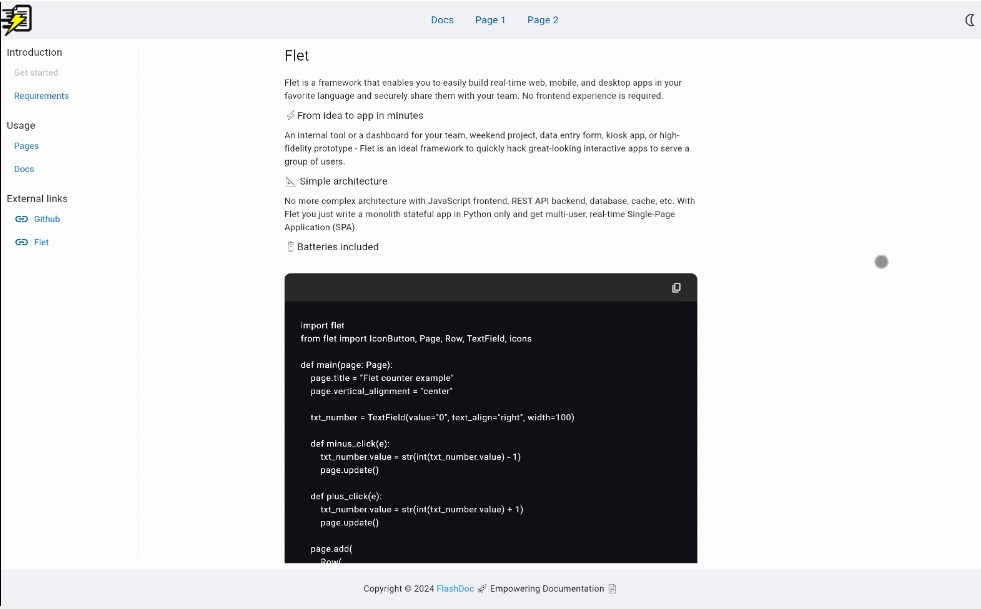 Docs Page 1 Page 2
Introduction
Get started
Requirements
Usage
Pages
Docs
External links
Github
Flet
Flet
Flet is a framework that enables you to easily build real-time web, mobile, and desktop apps in your
favorite language and securely share them with your team. No frontend experience is required.
⚡From idea to app in minutes
An internal tool or a dashboard for your team, weekend project, data entry form, kiosk app, or high-
fidelity prototype - Flet is an ideal framework to quickly hack great-looking interactive apps to serve a
group of users.
📐 Simple architecture
No more complex architecture with JavaScript frontend, REST API backend, database, cache, etc. With
Flet you just write a monolith stateful app in Python only and get multi-user, real-time Single-Page
Application (SPA).
🔋Batteries included
import flet
from flet import IconButton, Page, Row, TextField, icons
def main(page: Page):
page.title = "Flet counter example"
page.vertical_alignment = "center"
txt_number = TextField(value="0", text_align="right", width=100)
def minus_click(e):
txt_number.value = str(int(txt_number.value) - 1)
page.update()
def plus_click(e):
txt_number.value = str(int(txt_number.value) + 1)
page.update()
page.add(
Row(
Copyright © 2024 FlashDoc 🚀 Empowering Documentation 📄